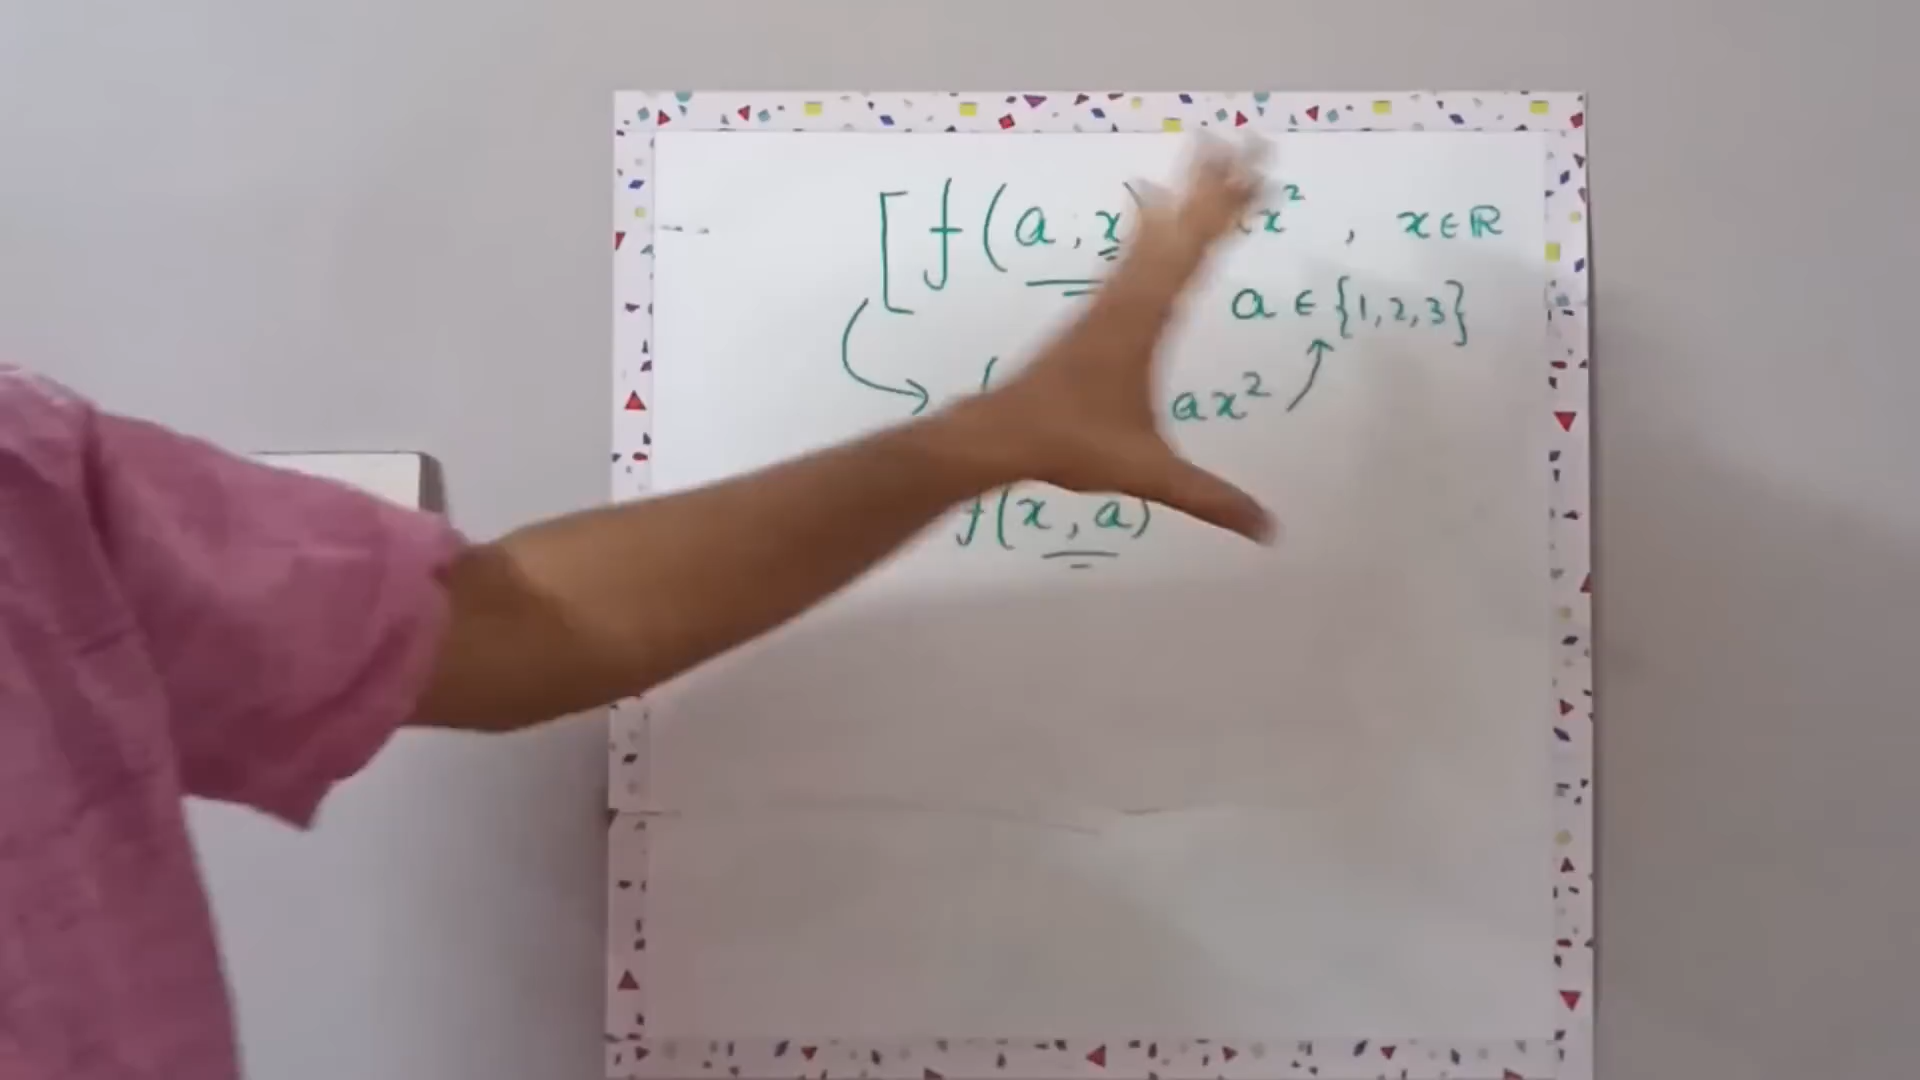 [ f(a, x) x², x ∈ ℝ
a ∈ {1,2,3}
ax²
f(x, a)